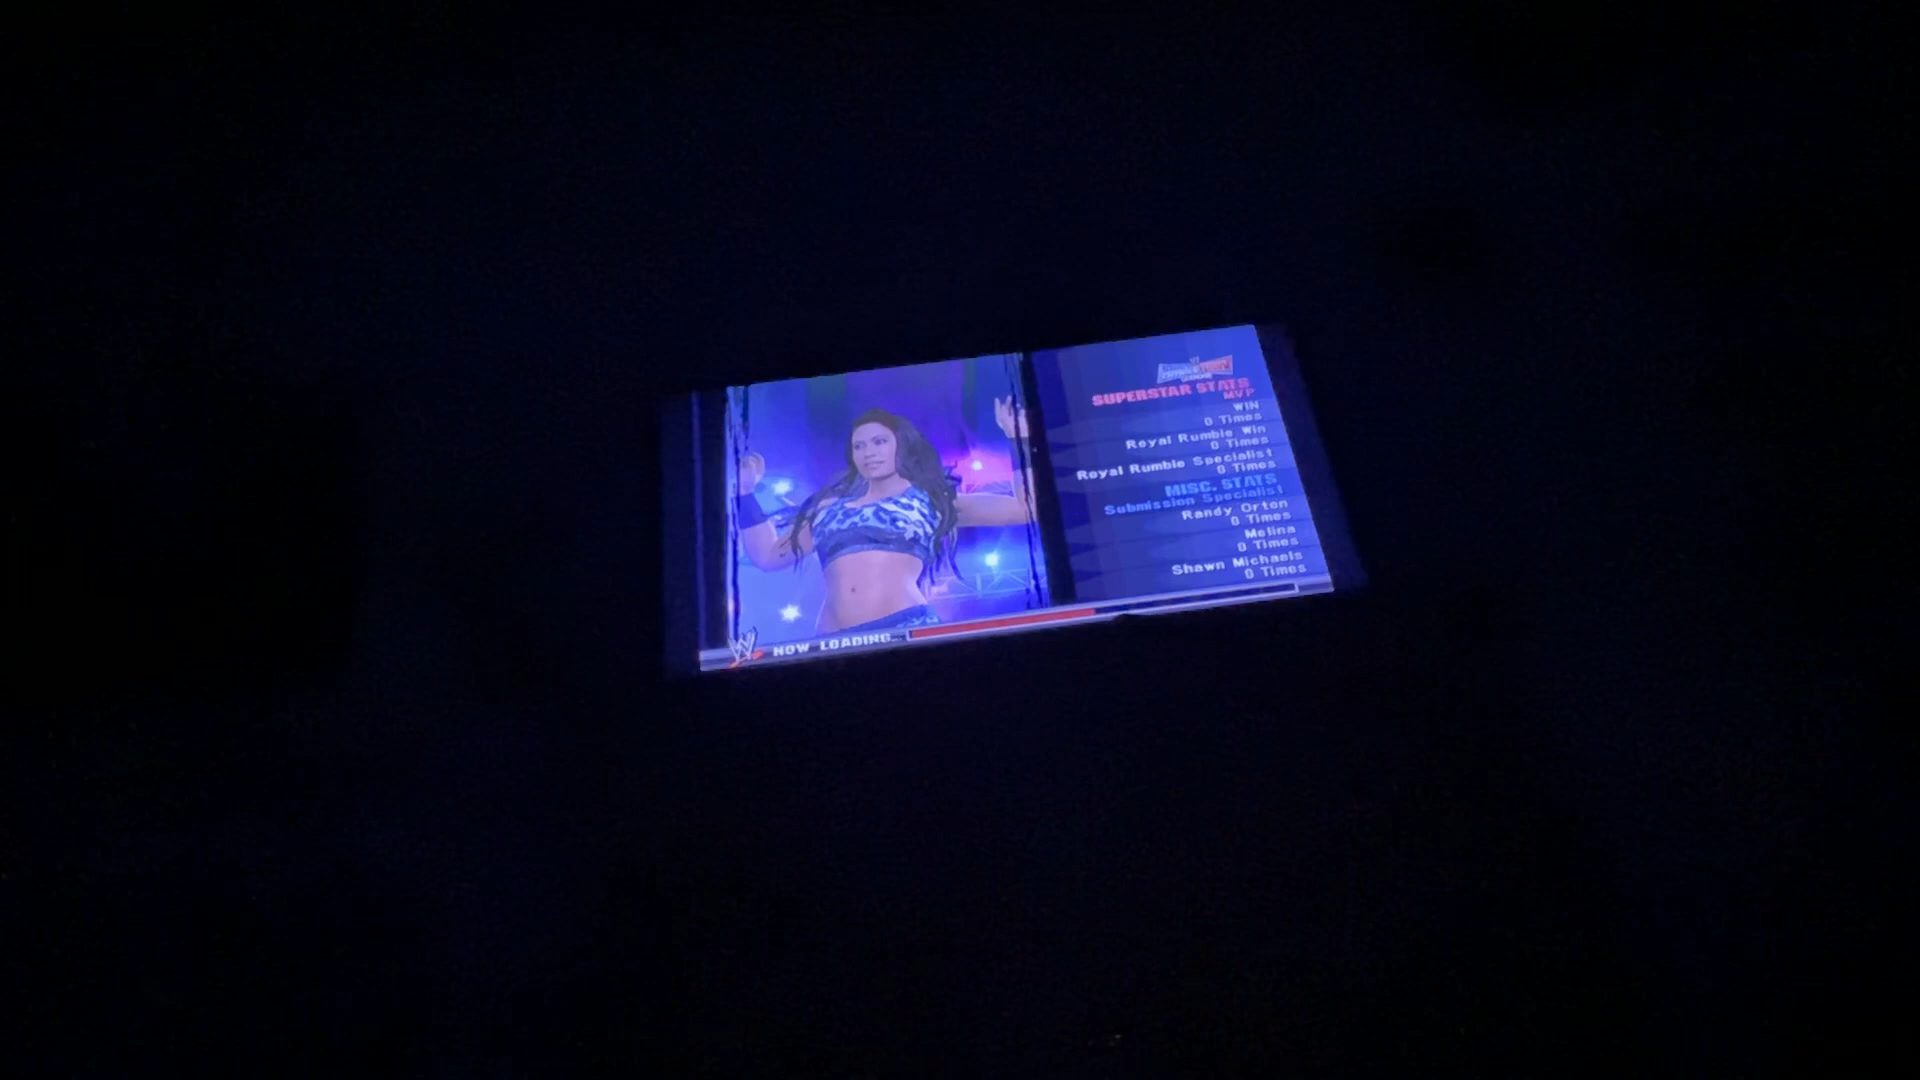 SUPERSTAR STATS
MVP
WIN
0 Times
Royal Rumble Win
0 Times
Royal Rumble Specialist
0 Times
MISC. STATS
Submission Specialist
Randy Orton
0 Times
Melina
0 Times
Shawn Michaels
0 Times
W NOW LOADING...